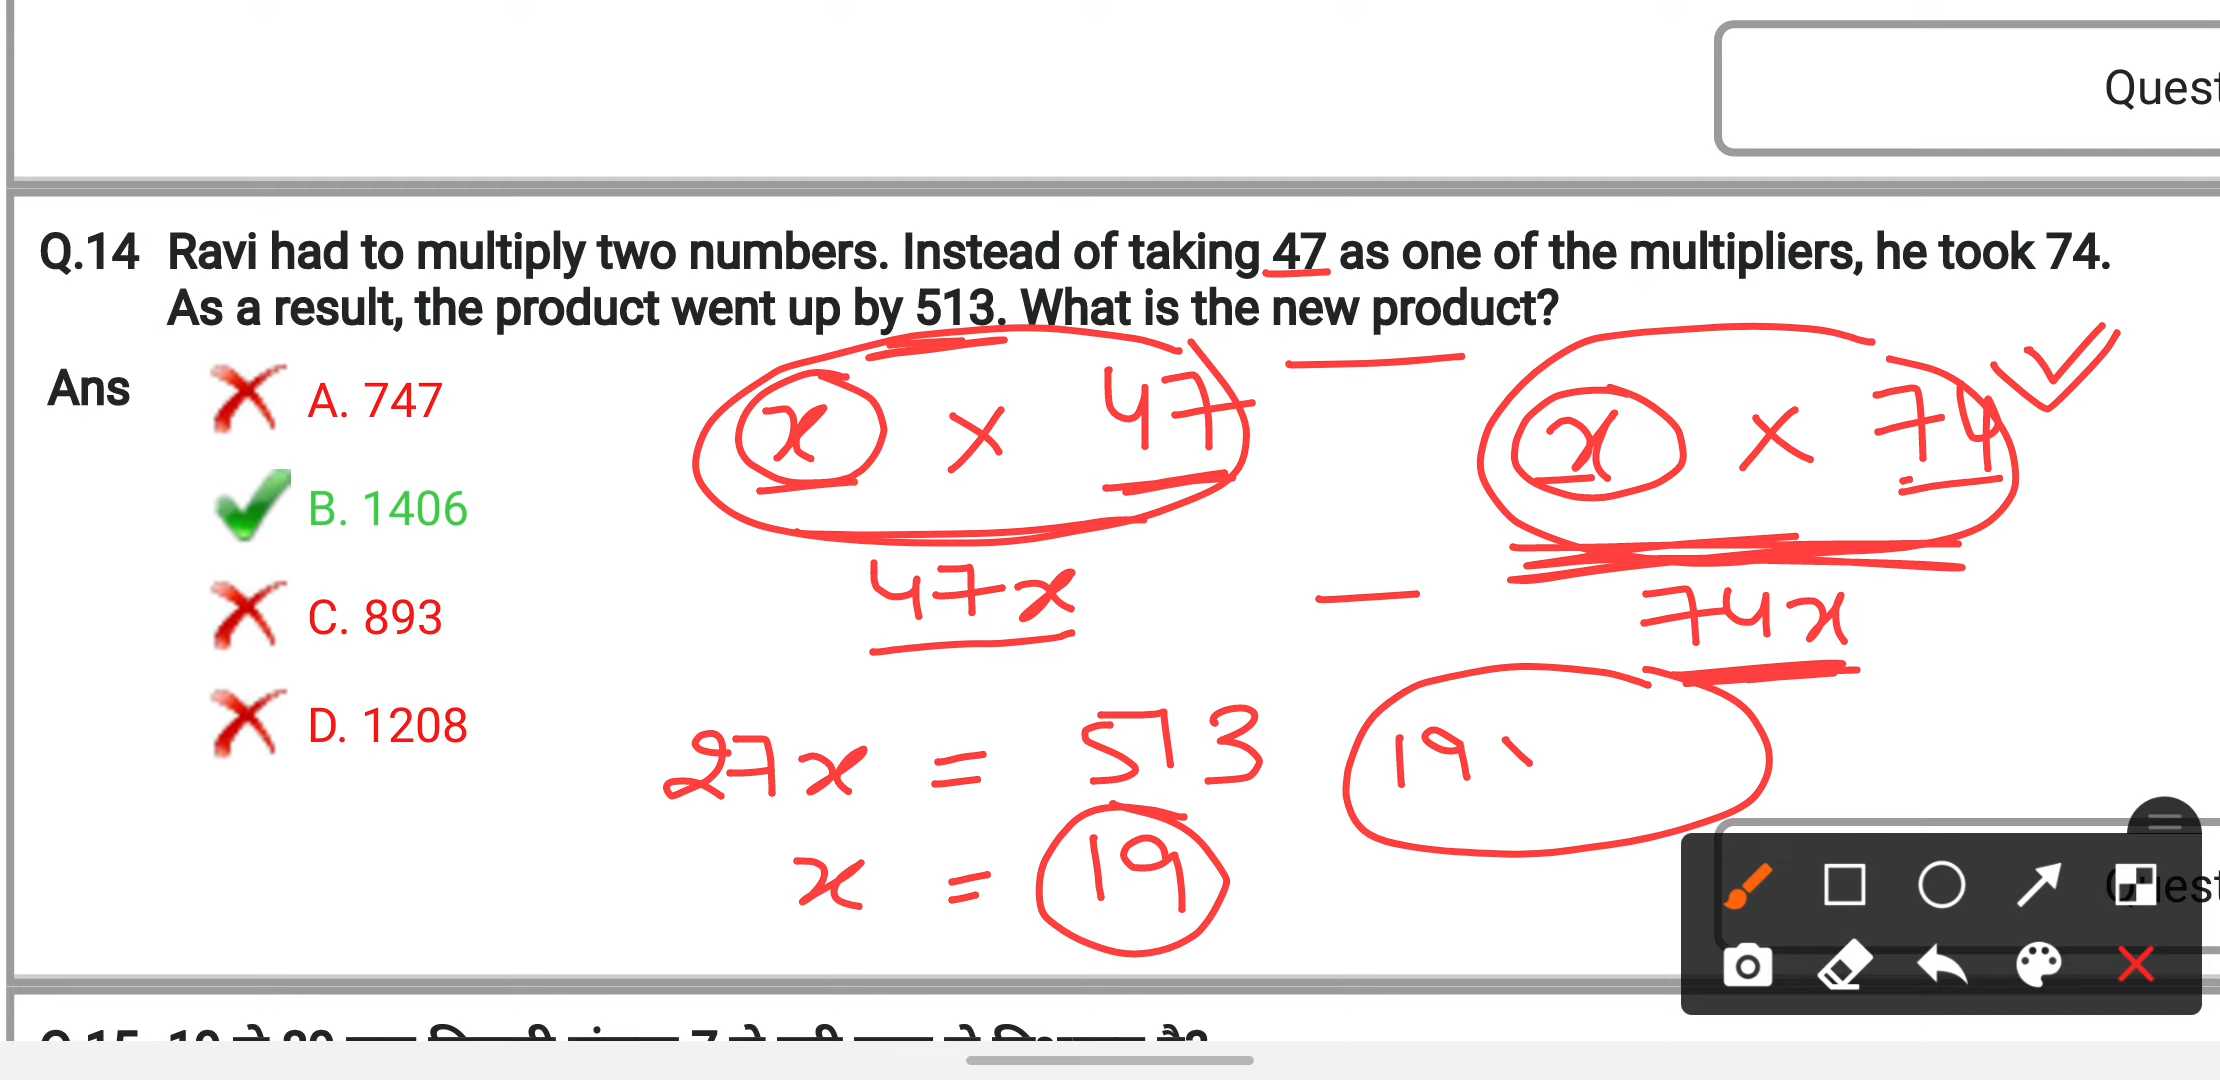 Quest
Q.14 Ravi had to multiply two numbers. Instead of taking 47 as one of the multipliers, he took 74.
As a result, the product went up by 513. What is the new product?
Ans
A. 747
B. 1406
C. 893
D. 1208
x × 47 — x × 74
47x — 74x
27x = 513
19 \
x = 19